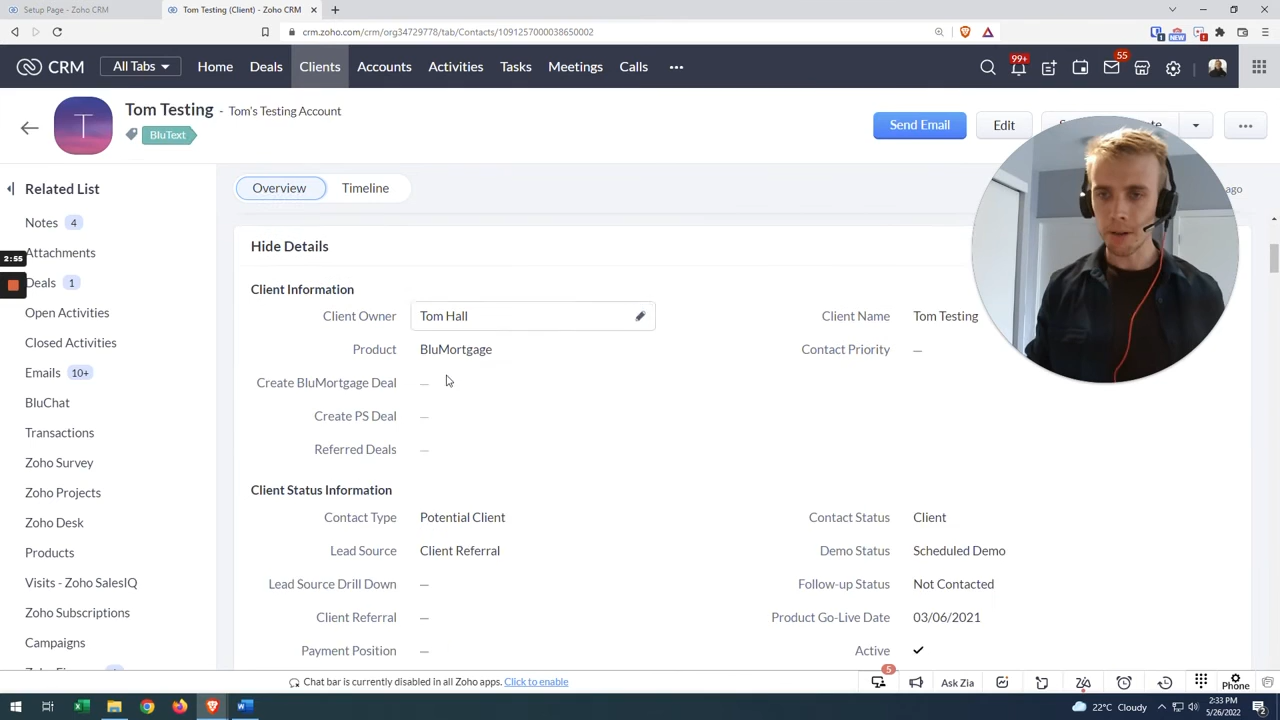 Setup Page - Zoho CRM
Tom Testing (Client) - Zoho CRM
crm.zoho.com/crm/org34729778/tab/Contacts/1091257000038650002
NEW
CRM
All Tabs
Home
Deals
Clients
Accounts
Activities
Tasks
Meetings
Calls
99+
55
T
Tom Testing - Tom's Testing Account
BluText
Send Email
Edit
Related List
Overview
Timeline
ago
Notes 4
Attachments
Deals 1
Open Activities
Closed Activities
Emails 10+
BluChat
Transactions
Zoho Survey
Zoho Projects
Zoho Desk
Products
Visits - Zoho SalesIQ
Zoho Subscriptions
Campaigns
2:55
Hide Details
Client Information
Client Owner Tom Hall
Client Name Tom Testing
Product BluMortgage
Contact Priority —
Create BluMortgage Deal —
Create PS Deal —
Referred Deals —
Client Status Information
Contact Type Potential Client
Contact Status Client
Lead Source Client Referral
Demo Status Scheduled Demo
Lead Source Drill Down —
Follow-up Status Not Contacted
Client Referral —
Product Go-Live Date 03/06/2021
Payment Position —
Active
Chat bar is currently disabled in all Zoho apps. Click to enable
5
Ask Zia
Phone
22°C Cloudy
2:33 PM
5/26/2022
2